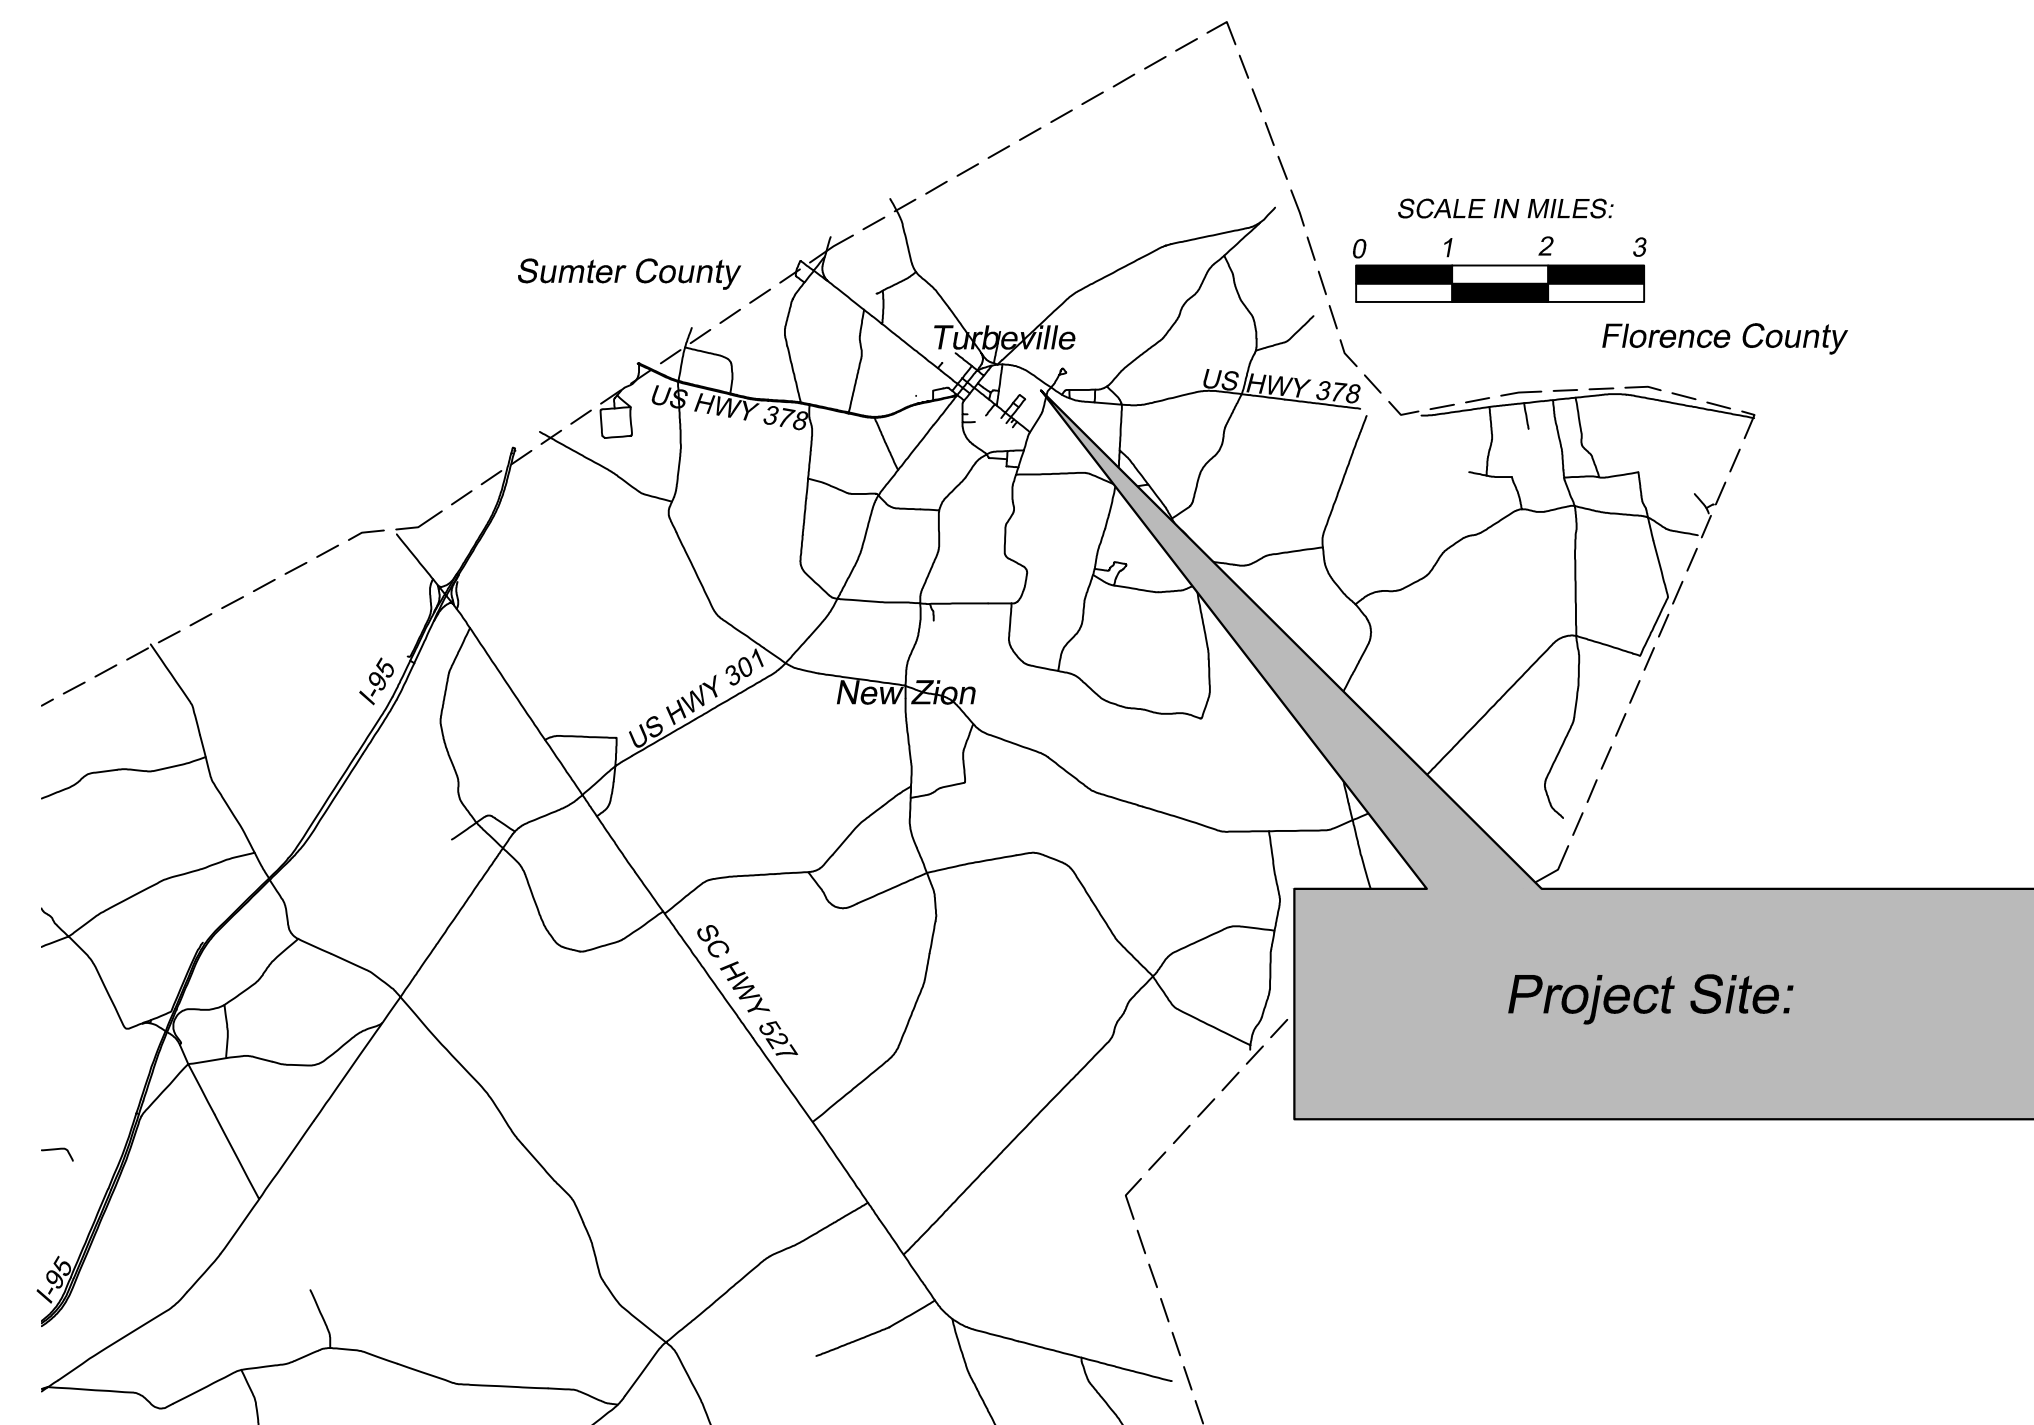 SCALE IN MILES:
0 1 2 3
Sumter County
Florence County
Turbeville
US HWY 378
US HWY 378
I-95
US HWY 301
New Zion
SC HWY 527
Project Site:
I-95